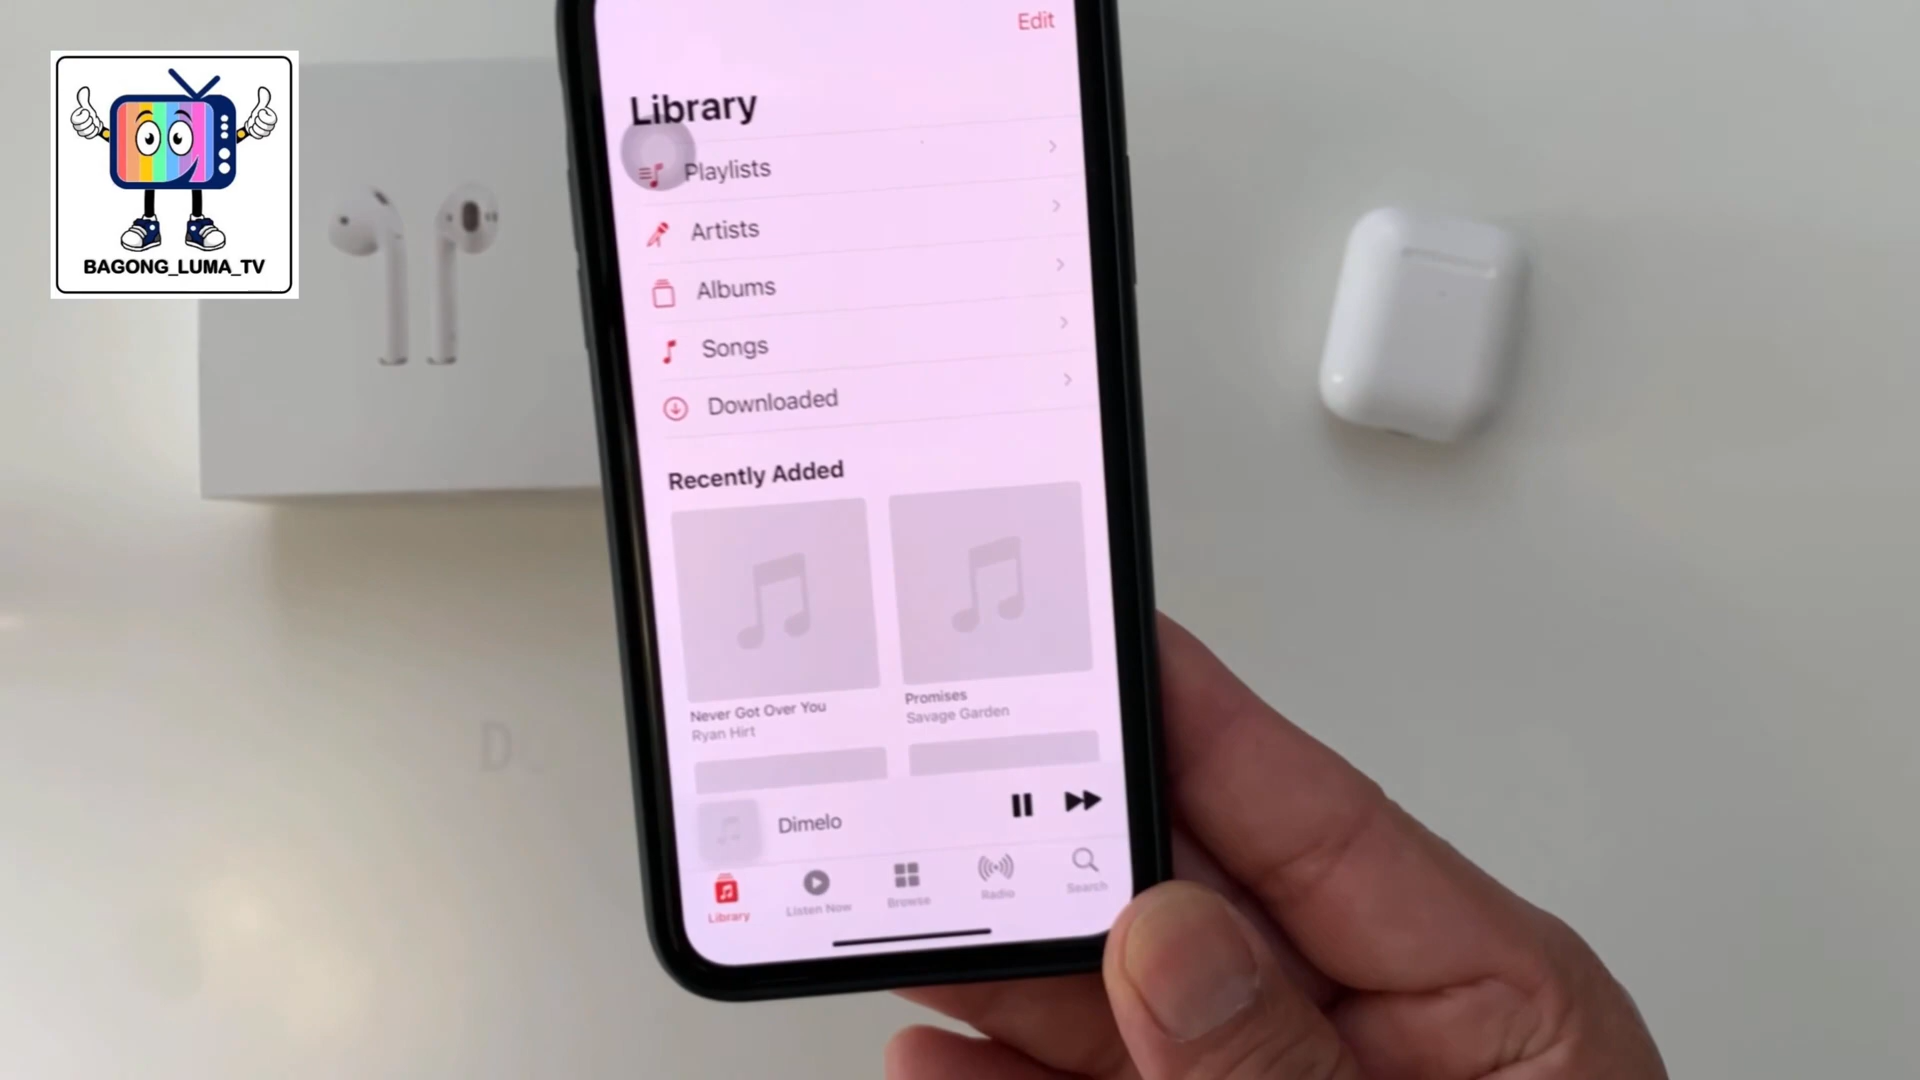 BAGONG_LUMA_TV
Edit
Library
Playlists
Artists
Albums
Songs
Downloaded
Recently Added
Never Got Over You
Ryan Hirt
Promises
Savage Garden
Dimelo
Library
Listen Now
Browse
Radio
Search